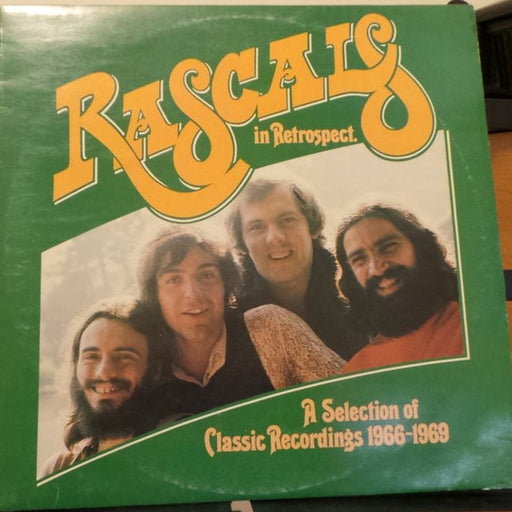 RASCALS
in Retrospect.
A Selection of
Classic Recordings 1966-1969